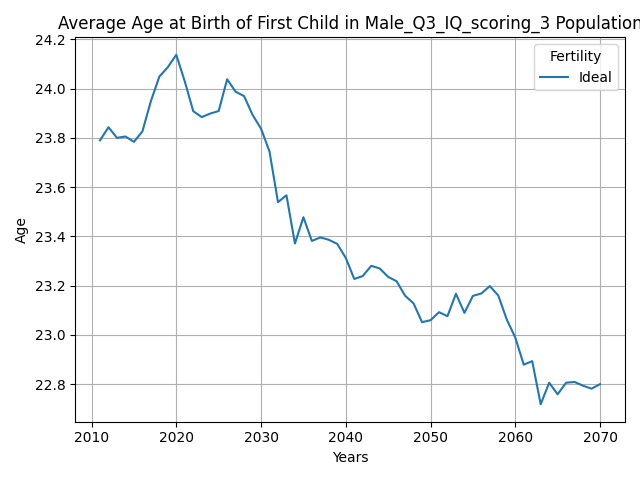 Average Age at Birth of First Child in Male_Q3_IQ_scoring_3 Population
24.2
24.0
23.8
23.6
23.4
23.2
23.0
22.8
Age
Fertility
Ideal
2010 2020 2030 2040 2050 2060 2070
Years